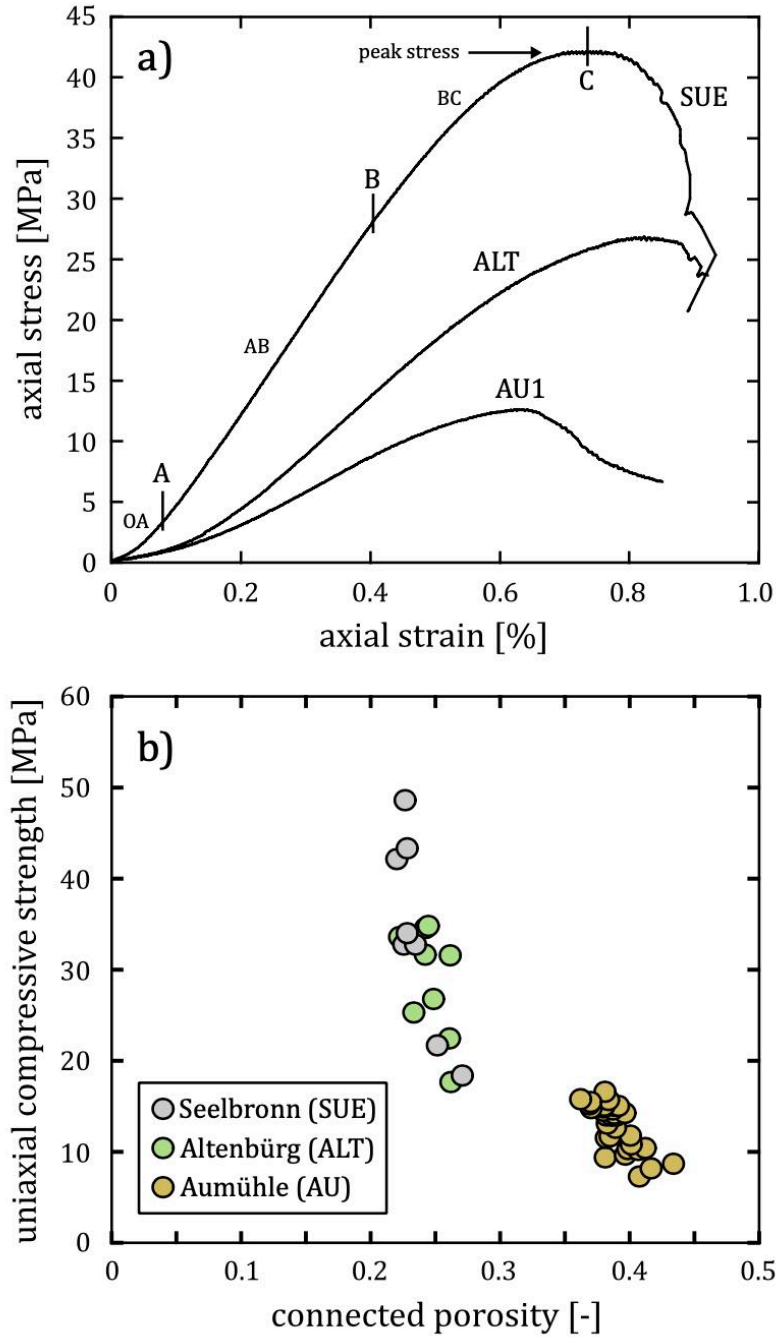 a)
45
40
35
30
25
20
15
10
5
0
axial stress [MPa]
peak stress
C
SUE
BC
B
ALT
AB
AU1
A
OA
0 0.2 0.4 0.6 0.8 1.0
axial strain [%]
b)
60
50
40
30
20
10
0
uniaxial compressive strength [MPa]
Seelbronn (SUE)
Altenbürg (ALT)
Aumühle (AU)
0 0.1 0.2 0.3 0.4 0.5
connected porosity [-]